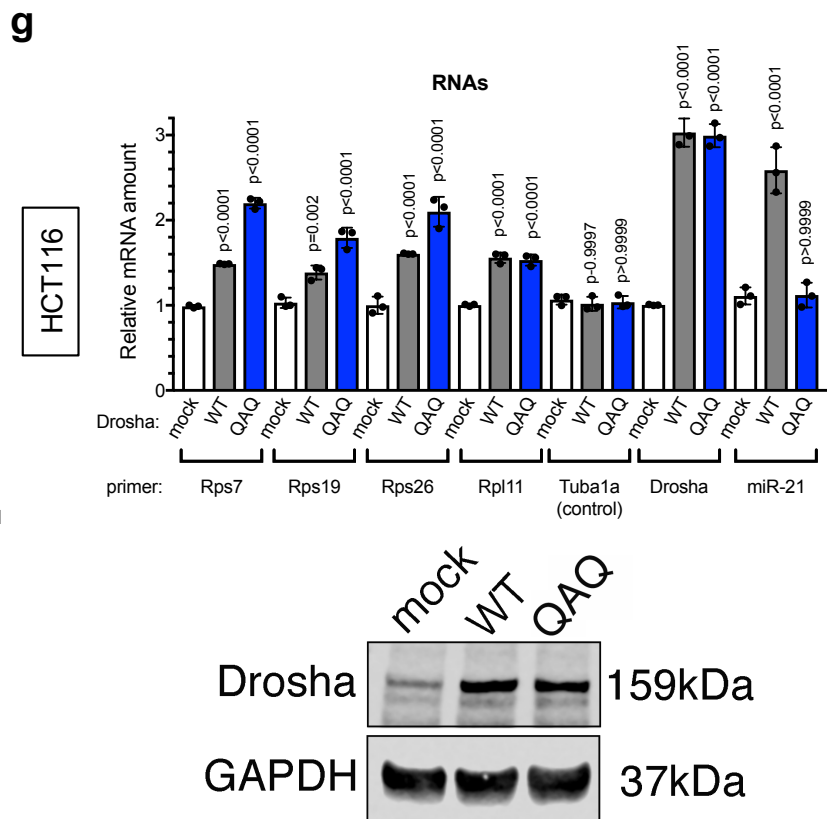 g
RNAs
HCT116
Relative mRNA amount
3
2
1
0
p<0.0001
p<0.0001
p=0.002
p<0.0001
p<0.0001
p<0.0001
p<0.0001
p<0.0001
p-0.9997
p>0.9999
p<0.0001
p<0.0001
p<0.0001
p>0.9999
Drosha: mock WT QAQ mock WT QAQ mock WT QAQ mock WT QAQ mock WT QAQ mock WT QAQ mock WT QAQ
primer: Rps7 Rps19 Rps26 Rpl11 Tuba1a Drosha miR-21
(control)
mock WT QAQ
Drosha 159kDa
GAPDH 37kDa